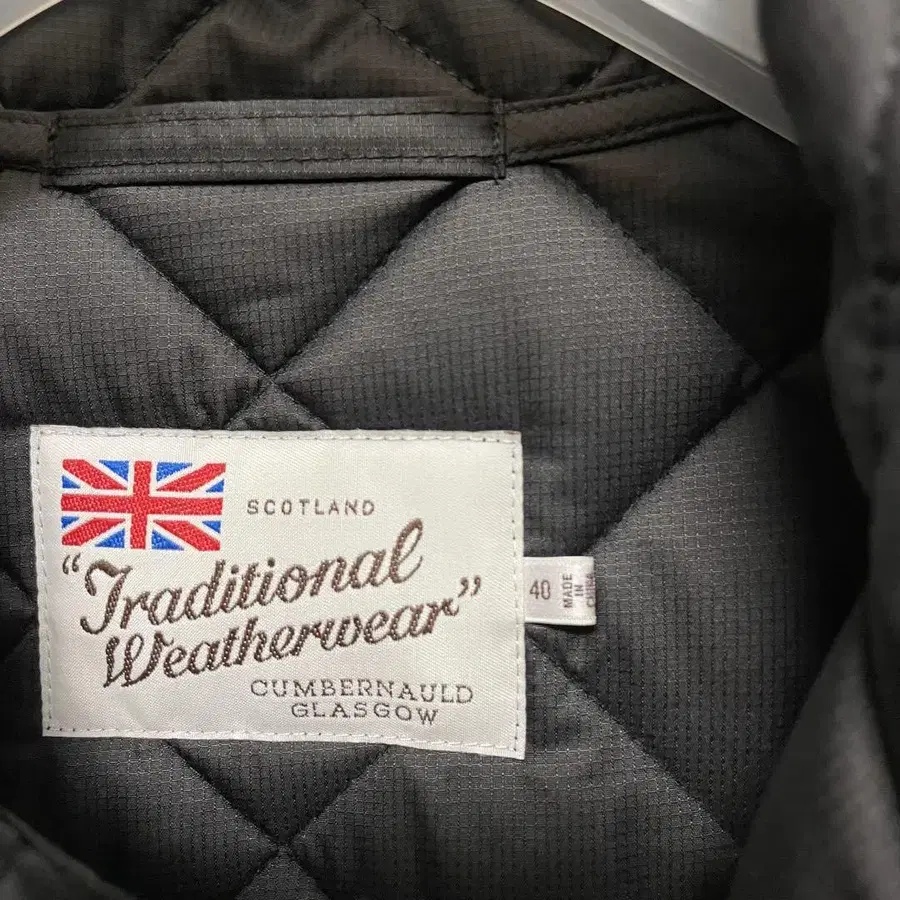 SCOTLAND
"Traditional
Weatherwear"
CUMBERNAULD
GLASGOW
40
MADE
IN
CHINA